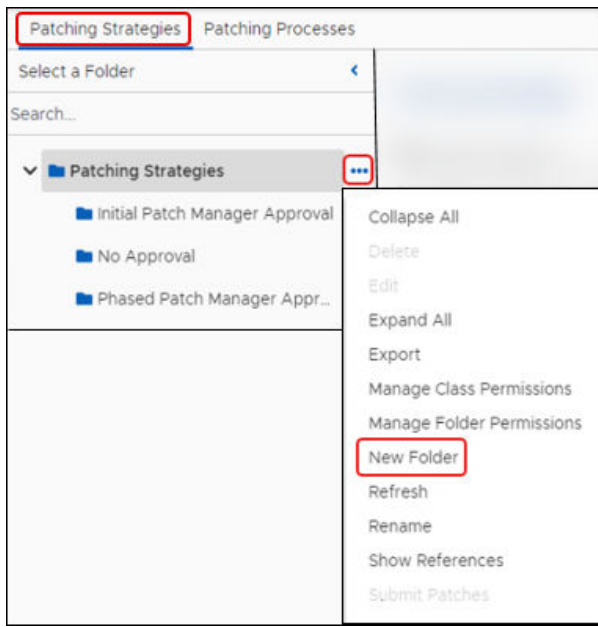 Patching Strategies Patching Processes
Select a Folder
Search...
Patching Strategies
Initial Patch Manager Approval
No Approval
Phased Patch Manager Appr...
Collapse All
Delete
Edit
Expand All
Export
Manage Class Permissions
Manage Folder Permissions
New Folder
Refresh
Rename
Show References
Submit Patches